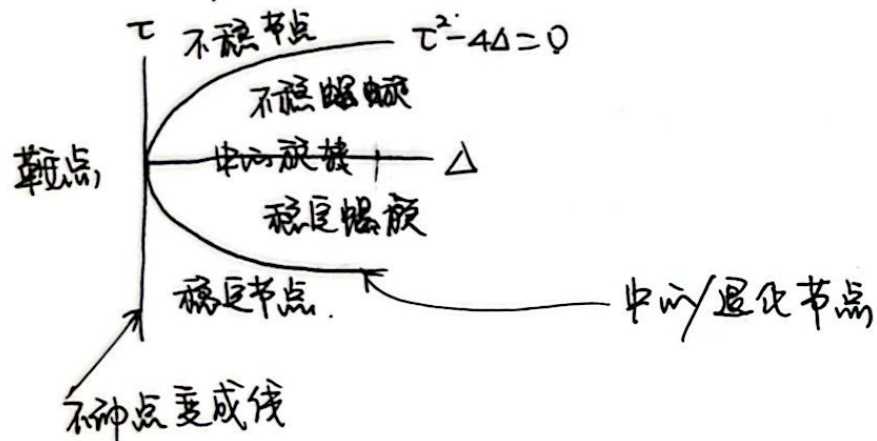 τ
不稳节点
τ²-4Δ=0
不稳螺旋
鞍点
中心旋转
Δ
稳定螺旋
稳定节点.
中心/退化节点
不动点变成线